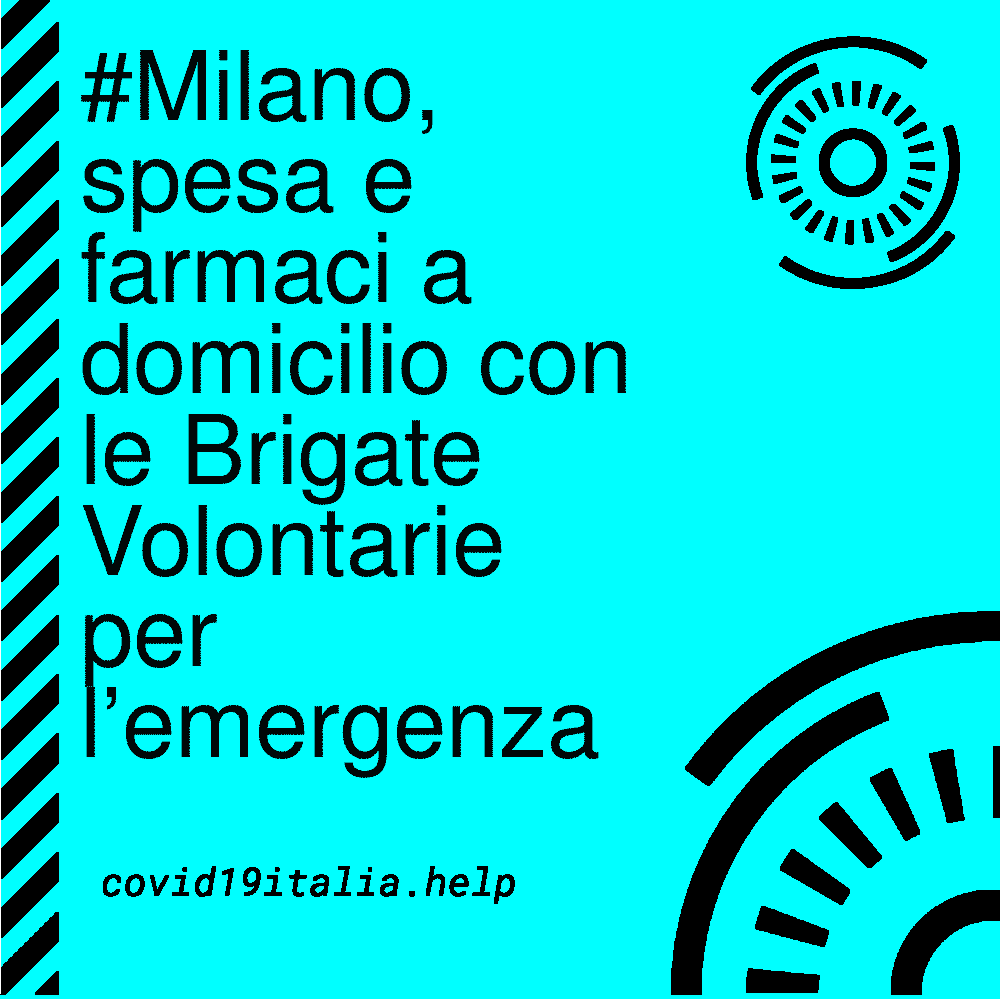 #Milano,
spesa e
farmaci a
domicilio con
le Brigate
Volontarie
per
l’emergenza
covid19italia.help